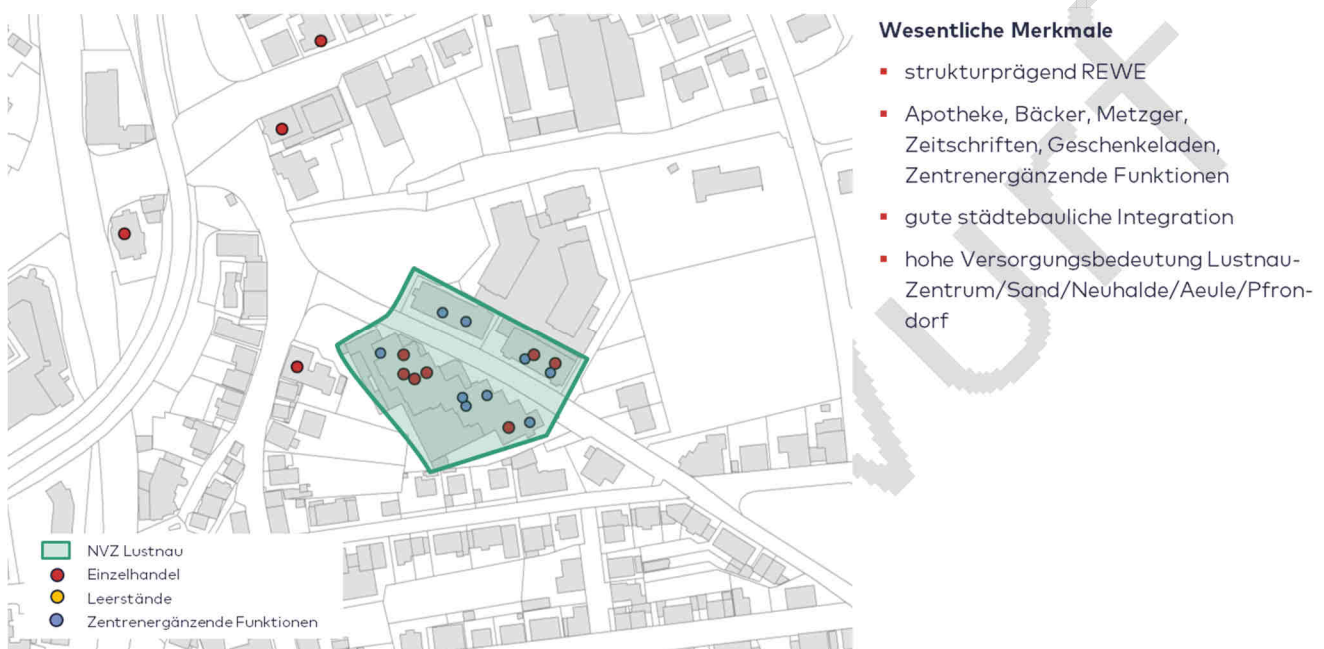 Wesentliche Merkmale
strukturprägend REWE
Apotheke, Bäcker, Metzger,
Zeitschriften, Geschenkeladen,
Zentrenergänzende Funktionen
gute städtebauliche Integration
hohe Versorgungsbedeutung Lustnau-
Zentrum/Sand/Neuhalde/Aeule/Pfron-
dorf
NVZ Lustnau
Einzelhandel
Leerstände
Zentrenergänzende Funktionen